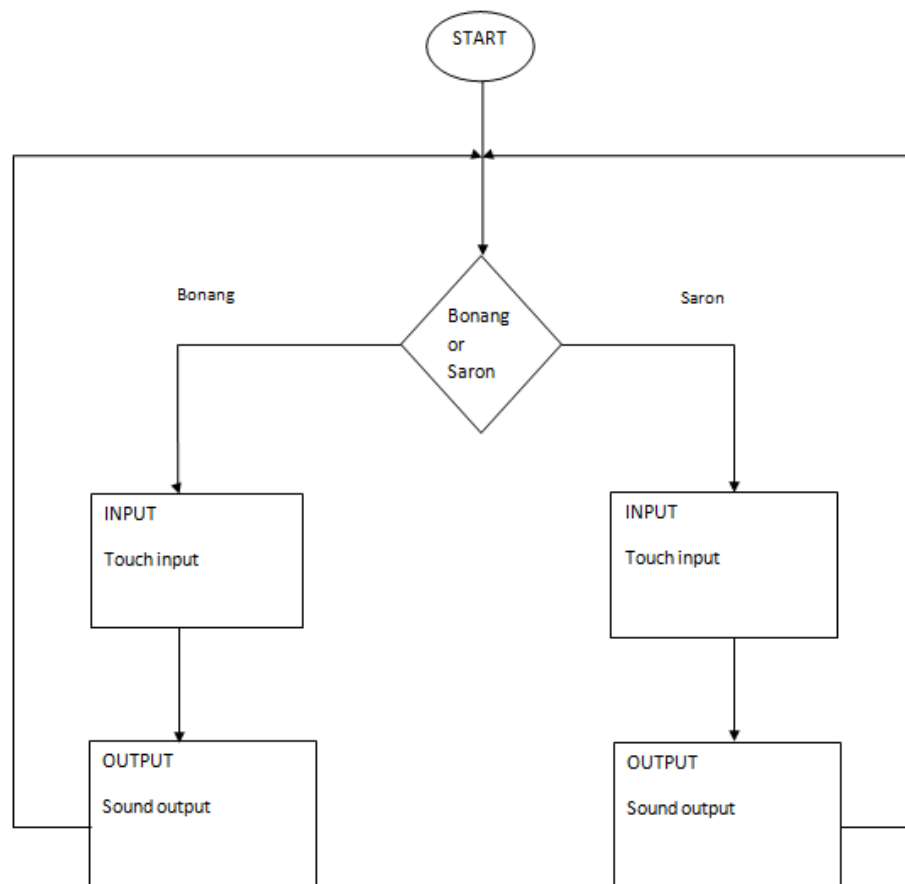 START
Bonang
Saron
Bonang
or
Saron
INPUT
Touch input
INPUT
Touch input
OUTPUT
Sound output
OUTPUT
Sound output